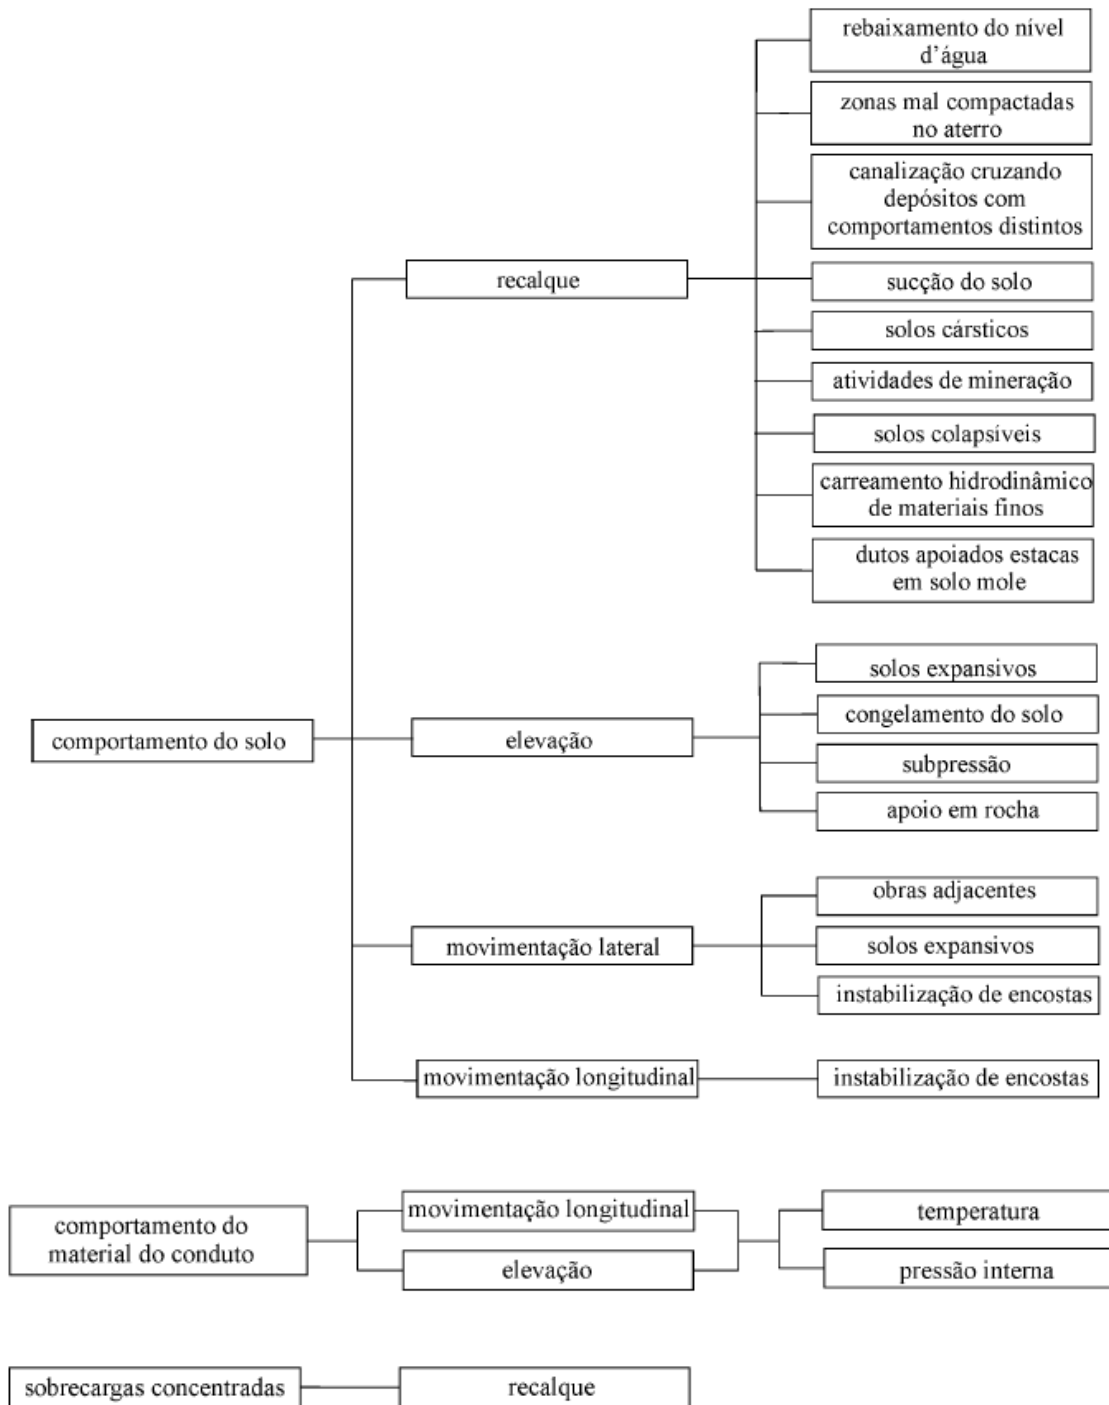 rebaixamento do nível
d'água
zonas mal compactadas
no aterro
canalização cruzando
depósitos com
comportamentos distintos
recalque
sucção do solo
solos cársticos
atividades de mineração
solos colapsíveis
carreamento hidrodinâmico
de materiais finos
dutos apoiados estacas
em solo mole
comportamento do solo
elevação
solos expansivos
congelamento do solo
subpressão
apoio em rocha
movimentação lateral
obras adjacentes
solos expansivos
instabilização de encostas
movimentação longitudinal
instabilização de encostas
comportamento do
material do conduto
movimentação longitudinal
elevação
temperatura
pressão interna
sobrecargas concentradas
recalque